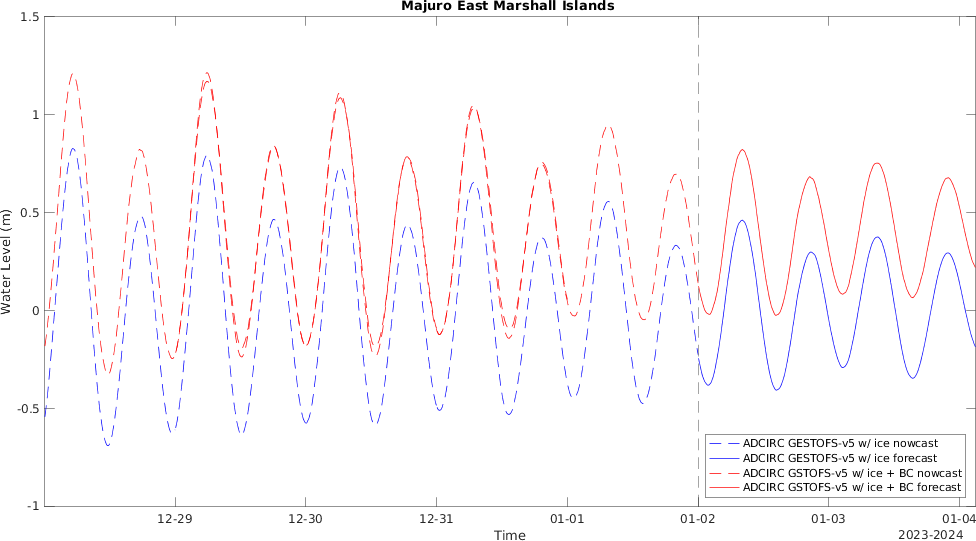 Majuro East Marshall Islands
1.5
1
0.5
0
-0.5
-1
Water Level (m)
12-29
12-30
12-31
01-01
01-02
01-03
01-04
Time
2023-2024
ADCIRC GESTOFS-v5 w/ ice nowcast
ADCIRC GESTOFS-v5 w/ ice forecast
ADCIRC GSTOFS-v5 w/ ice + BC nowcast
ADCIRC GSTOFS-v5 w/ ice + BC forecast